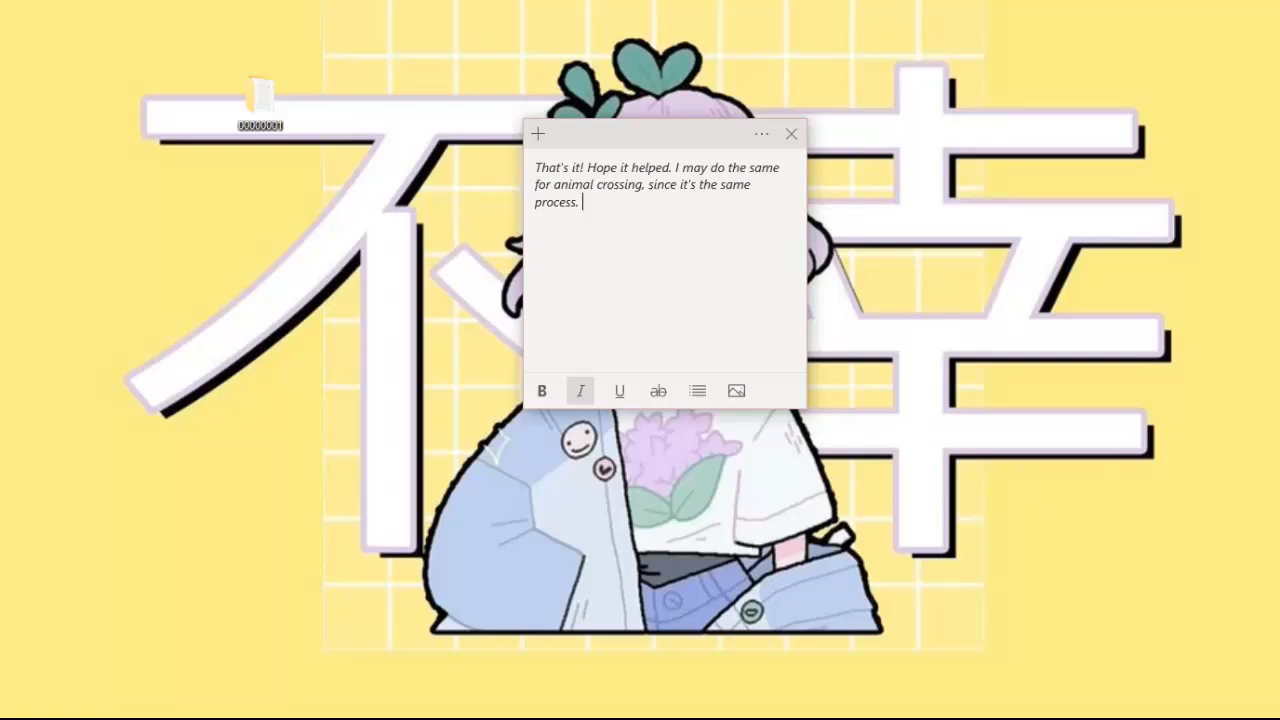 不幸
00000001
That's it! Hope it helped. I may do the same
for animal crossing, since it's the same
process.
B I U ab